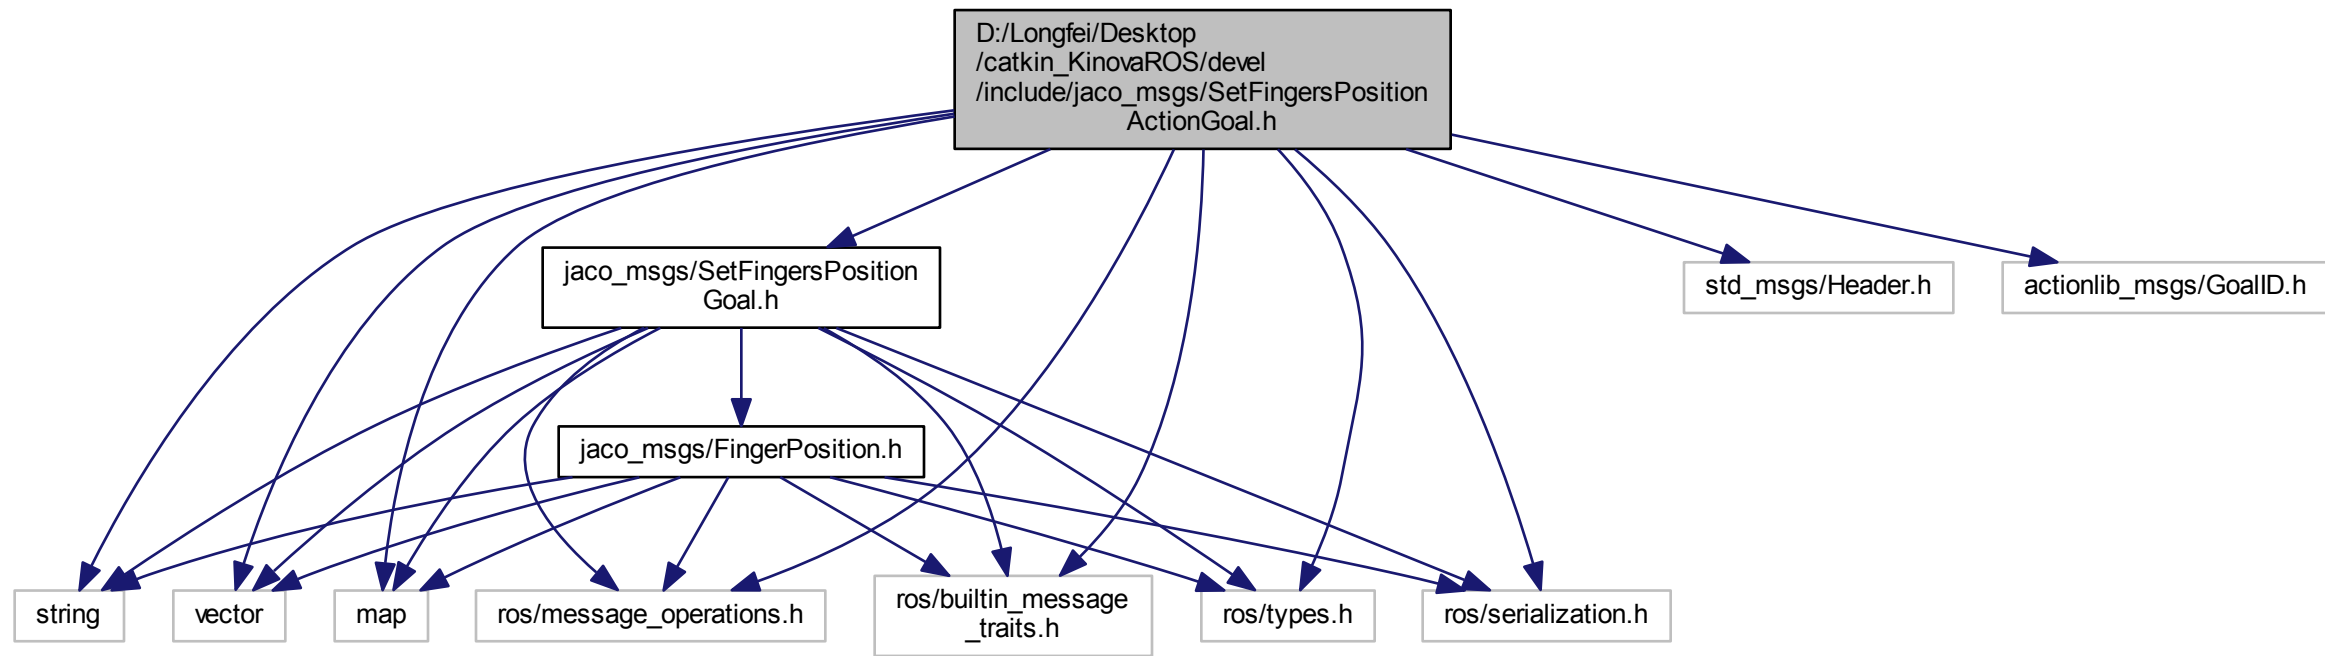 D:/Longfei/Desktop
/catkin_KinovaROS/devel
/include/jaco_msgs/SetFingersPosition
ActionGoal.h
jaco_msgs/SetFingersPosition
Goal.h
std_msgs/Header.h
actionlib_msgs/GoalID.h
jaco_msgs/FingerPosition.h
string
vector
map
ros/message_operations.h
ros/builtin_message
_traits.h
ros/types.h
ros/serialization.h